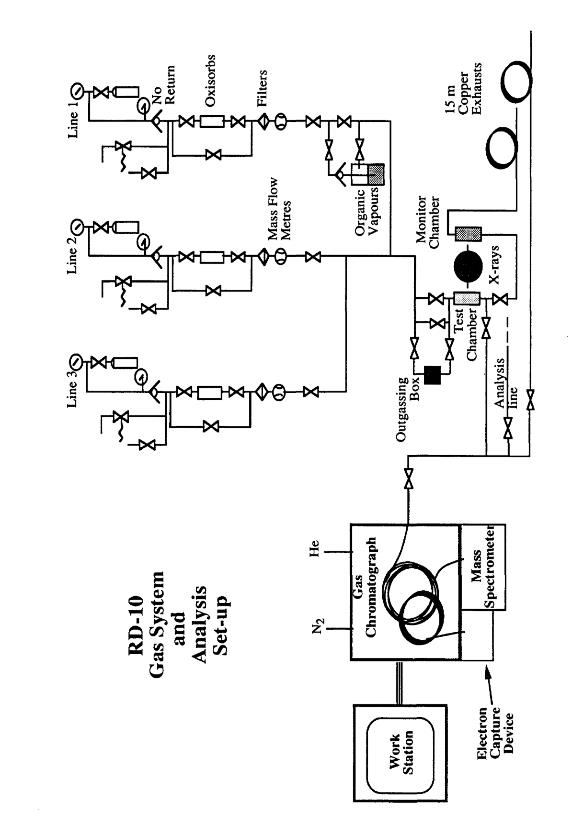 RD-10
Gas System
and
Analysis
Set-up
Line 3
Line 2
Line 1
No
Return
Oxisorbs
Filters
Mass Flow
Metres
Organic
Vapours
Outgassing
Box
Test
Chamber
X-rays
Monitor
Chamber
15 m
Copper
Exhausts
Analysis
line
N2
He
Gas
Chromatograph
Mass
Spectrometer
Work
Station
Electron
Capture
Device